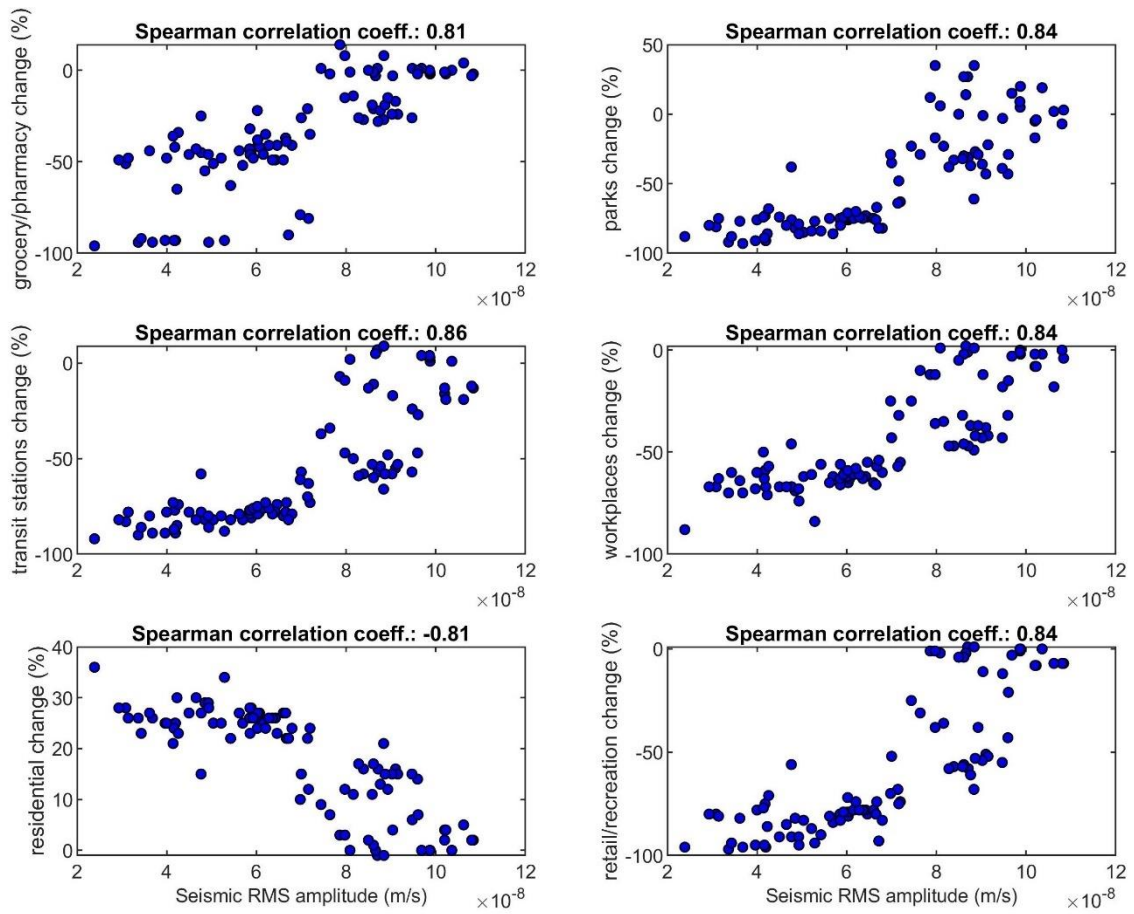 Spearman correlation coeff.: 0.81
grocery/pharmacy change (%)
0
-50
-100
2 4 6 8 10 12
×10⁻⁸
Spearman correlation coeff.: 0.84
parks change (%)
50
0
-50
-100
2 4 6 8 10 12
×10⁻⁸
Spearman correlation coeff.: 0.86
transit stations change (%)
0
-50
-100
2 4 6 8 10 12
×10⁻⁸
Spearman correlation coeff.: 0.84
workplaces change (%)
0
-50
-100
2 4 6 8 10 12
×10⁻⁸
Spearman correlation coeff.: -0.81
residential change (%)
40
30
20
10
0
2 4 6 8 10 12
Seismic RMS amplitude (m/s)
×10⁻⁸
Spearman correlation coeff.: 0.84
retail/recreation change (%)
0
-50
-100
2 4 6 8 10 12
Seismic RMS amplitude (m/s)
×10⁻⁸